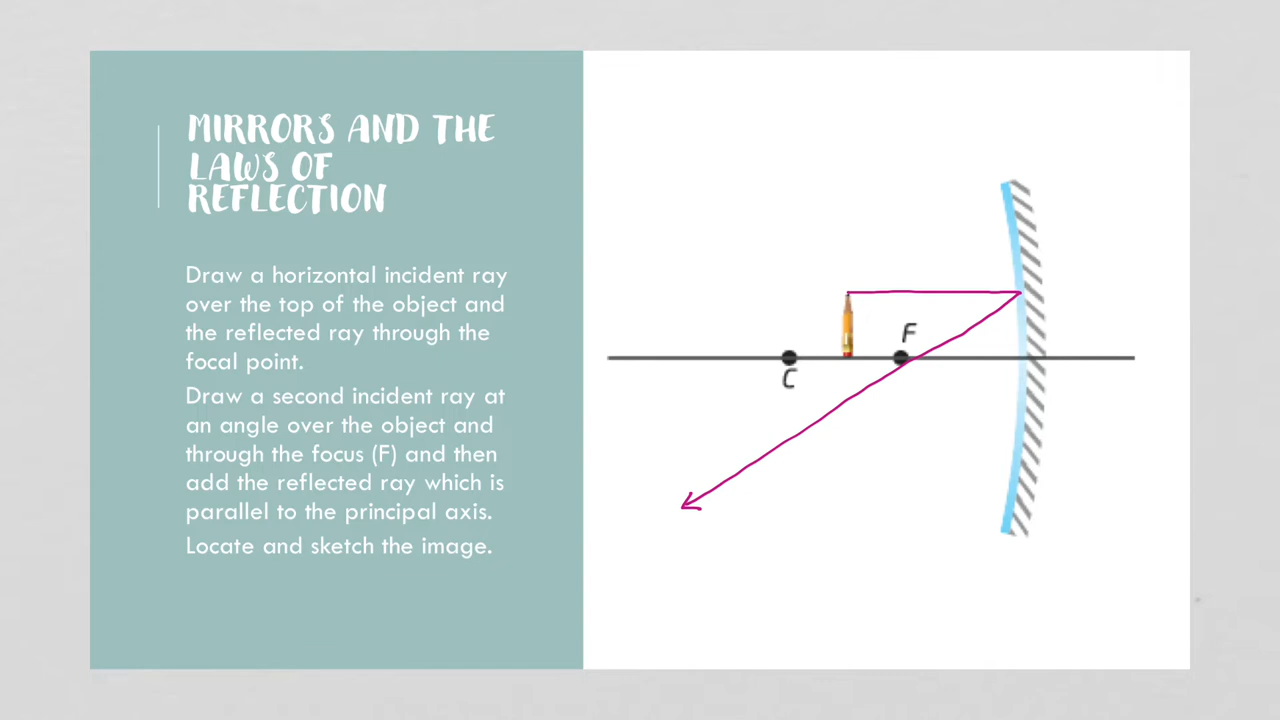 MIRRORS AND THE
LAWS OF
REFLECTION
Draw a horizontal incident ray
over the top of the object and
the reflected ray through the
focal point.
Draw a second incident ray at
an angle over the object and
through the focus (F) and then
add the reflected ray which is
parallel to the principal axis.
Locate and sketch the image.
F
C